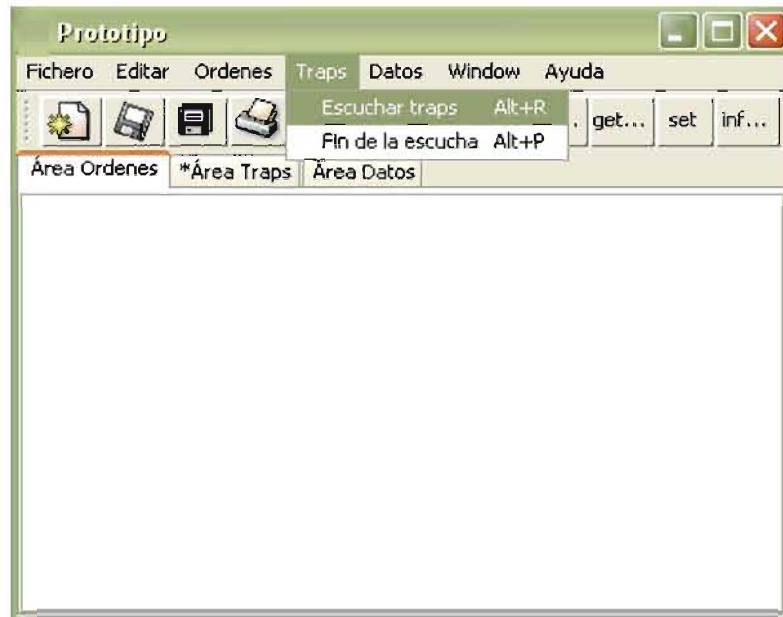 Prototipo
Fichero Editar Ordenes Traps Datos Window Ayuda
Escuchar traps Alt+R
. get... set inf...
Fin de la escucha Alt+P
Área Ordenes *Área Traps Área Datos